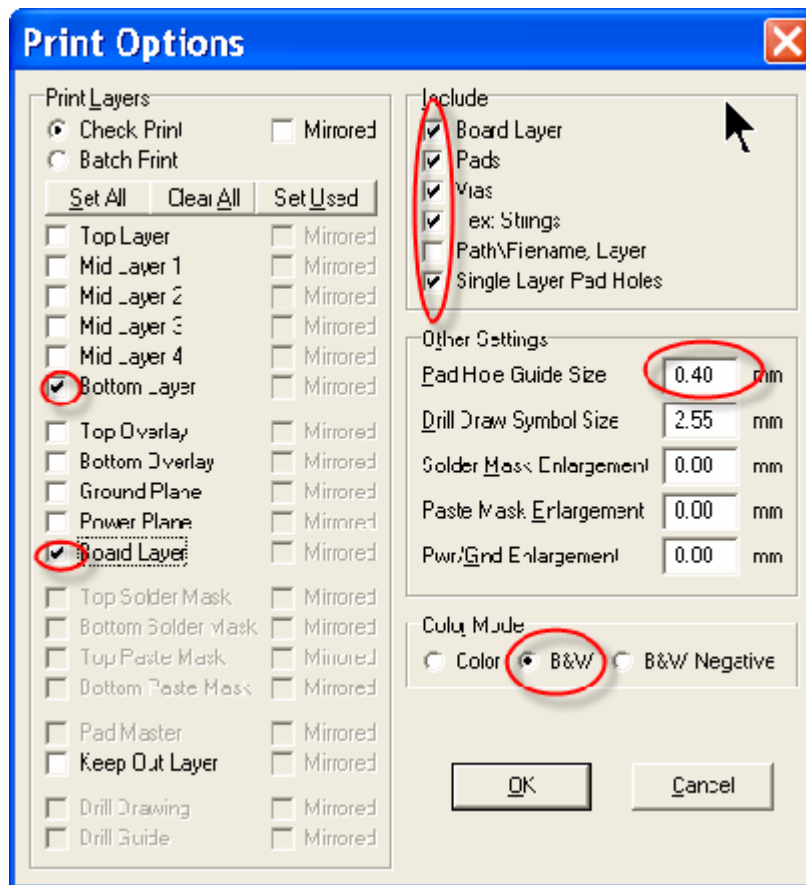 Print Options
Print Layers
Check Print
Mirrored
Batch Print
Set All
Clear All
Set Used
Top Layer Mirrored
Mid Layer 1 Mirrored
Mid Layer 2 Mirrored
Mid Layer 3 Mirrored
Mid Layer 4 Mirrored
Bottom Layer Mirrored
Top Overlay Mirrored
Bottom Overlay Mirrored
Ground Plane Mirrored
Power Plane Mirrored
Board Layer Mirrored
Top Solder Mask Mirrored
Bottom Solder Mask Mirrored
Top Paste Mask Mirrored
Bottom Paste Mask Mirrored
Pad Master Mirrored
Keep Out Layer Mirrored
Drill Drawing Mirrored
Drill Guide Mirrored
Include
Board Layer
Pads
Vias
Text Strings
Path\Filename, Layer
Single Layer Pad Holes
Other Settings
Pad Hole Guide Size 0.40 mm
Drill Draw Symbol Size 2.55 mm
Solder Mask Enlargement 0.00 mm
Paste Mask Enlargement 0.00 mm
Pwr/Gnd Enlargement 0.00 mm
Color Mode
Color B&W B&W Negative
OK
Cancel